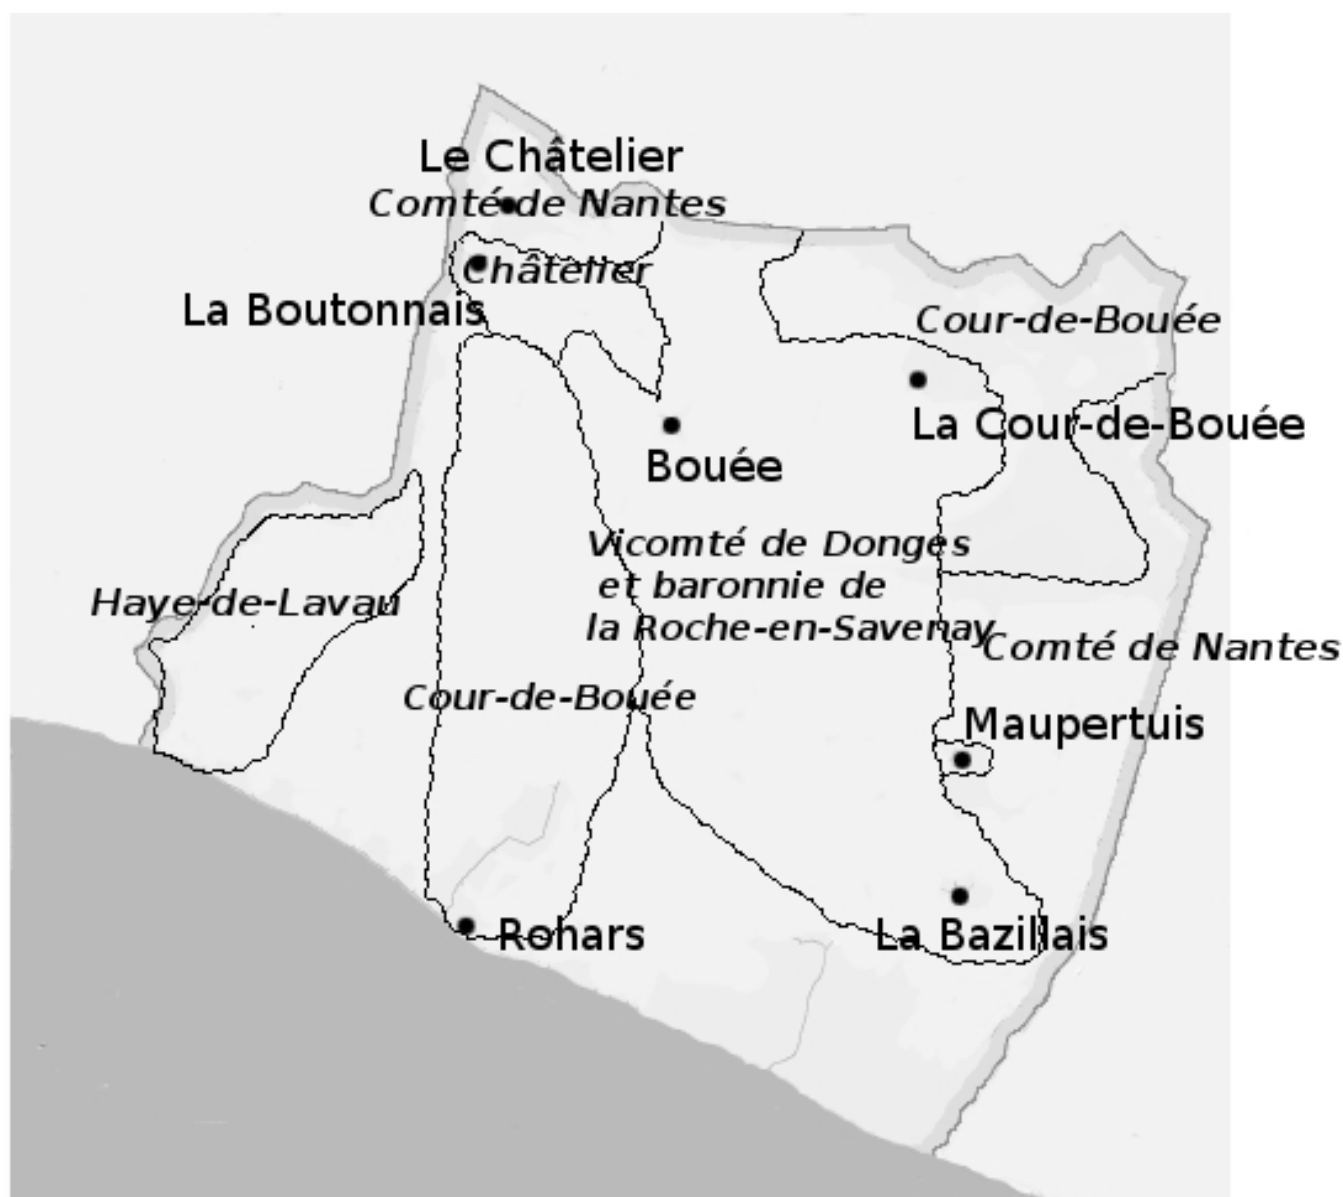 Le Châtelier
Comté de Nantes
Châtelier
La Boutonnais
Cour-de-Bouée
La Cour-de-Bouée
Bouée
Vicomté de Donges
et baronnie de
la Roche-en-Savenay
Haye-de-Lavau
Comté de Nantes
Cour-de-Bouée
Maupertuis
La Bazillais
Rohars